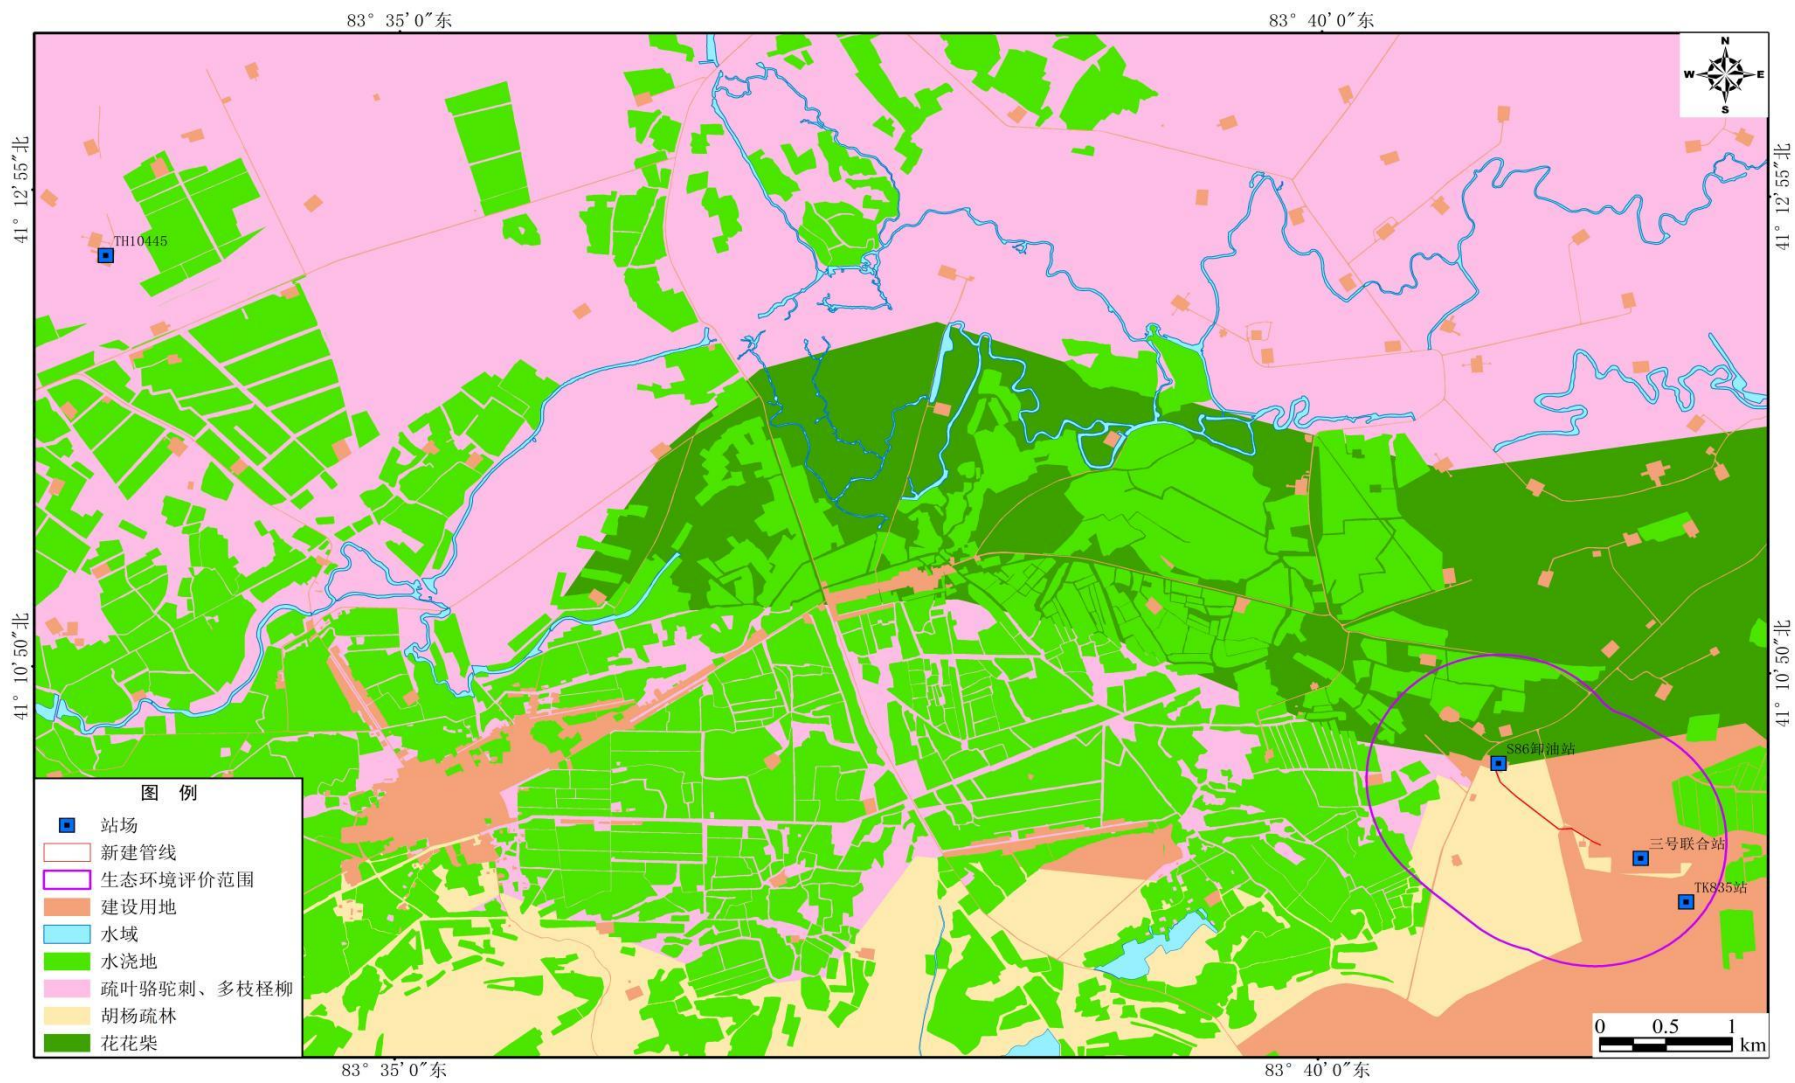 83° 35′0″东
83° 40′0″东
N
W E
S
41° 12′55″北
41° 12′55″北
TH10445
41° 10′50″北
41° 10′50″北
S86卸油站
三号联合站
TK835站
图 例
站场
新建管线
生态环境评价范围
建设用地
水域
水浇地
疏叶骆驼刺、多枝柽柳
胡杨疏林
花花柴
0 0.5 1
km
83° 35′0″东
83° 40′0″东